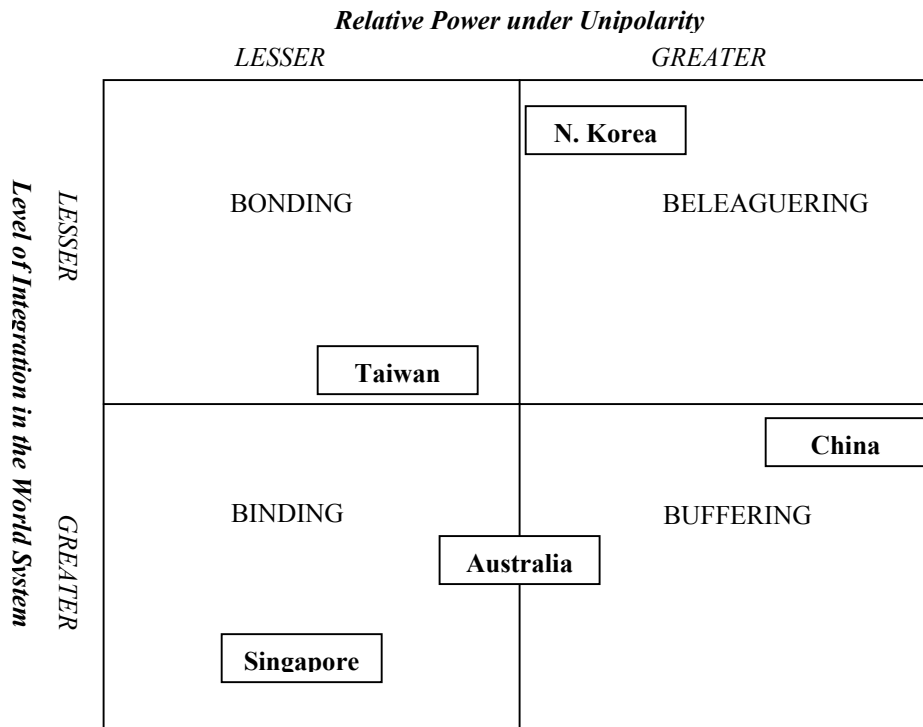 Relative Power under Unipolarity
LESSER
GREATER
N. Korea
BONDING
BELEAGUERING
Taiwan
China
BINDING
BUFFERING
Australia
Singapore
Level of Integration in the World System
LESSER
GREATER